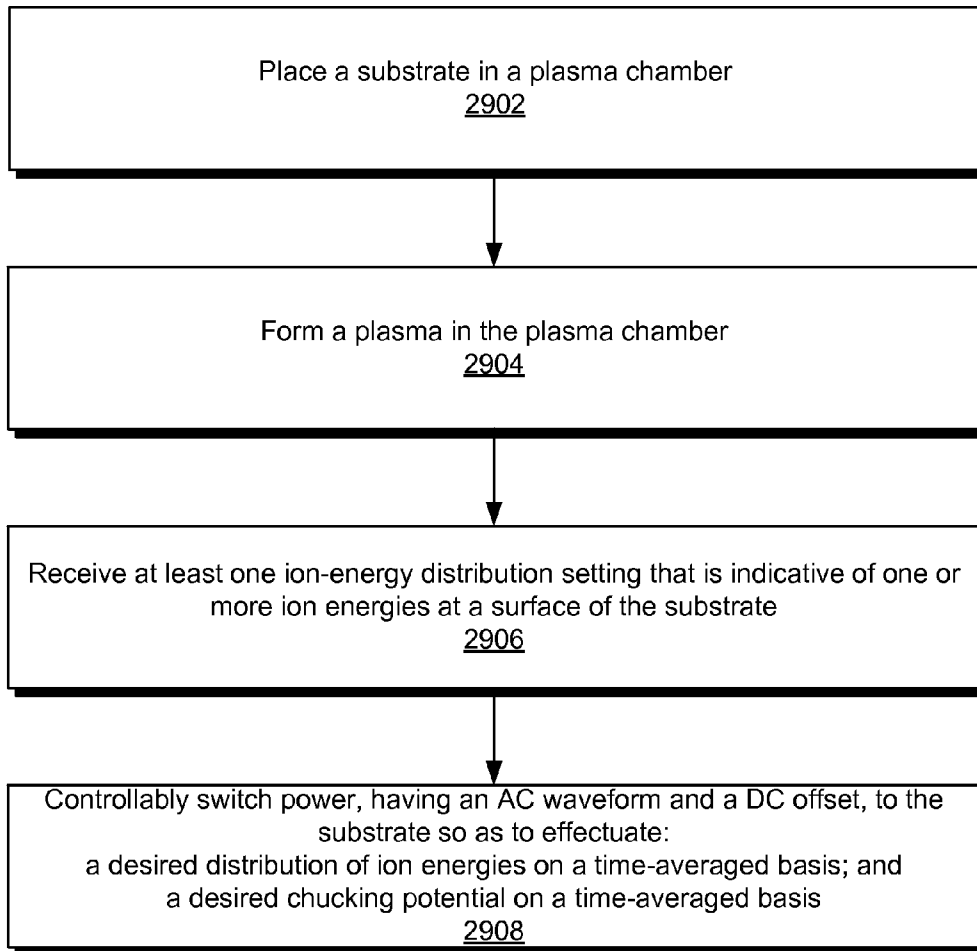 Place a substrate in a plasma chamber
2902
Form a plasma in the plasma chamber
2904
Receive at least one ion-energy distribution setting that is indicative of one or
more ion energies at a surface of the substrate
2906
Controllably switch power, having an AC waveform and a DC offset, to the
substrate so as to effectuate:
a desired distribution of ion energies on a time-averaged basis; and
a desired chucking potential on a time-averaged basis
2908